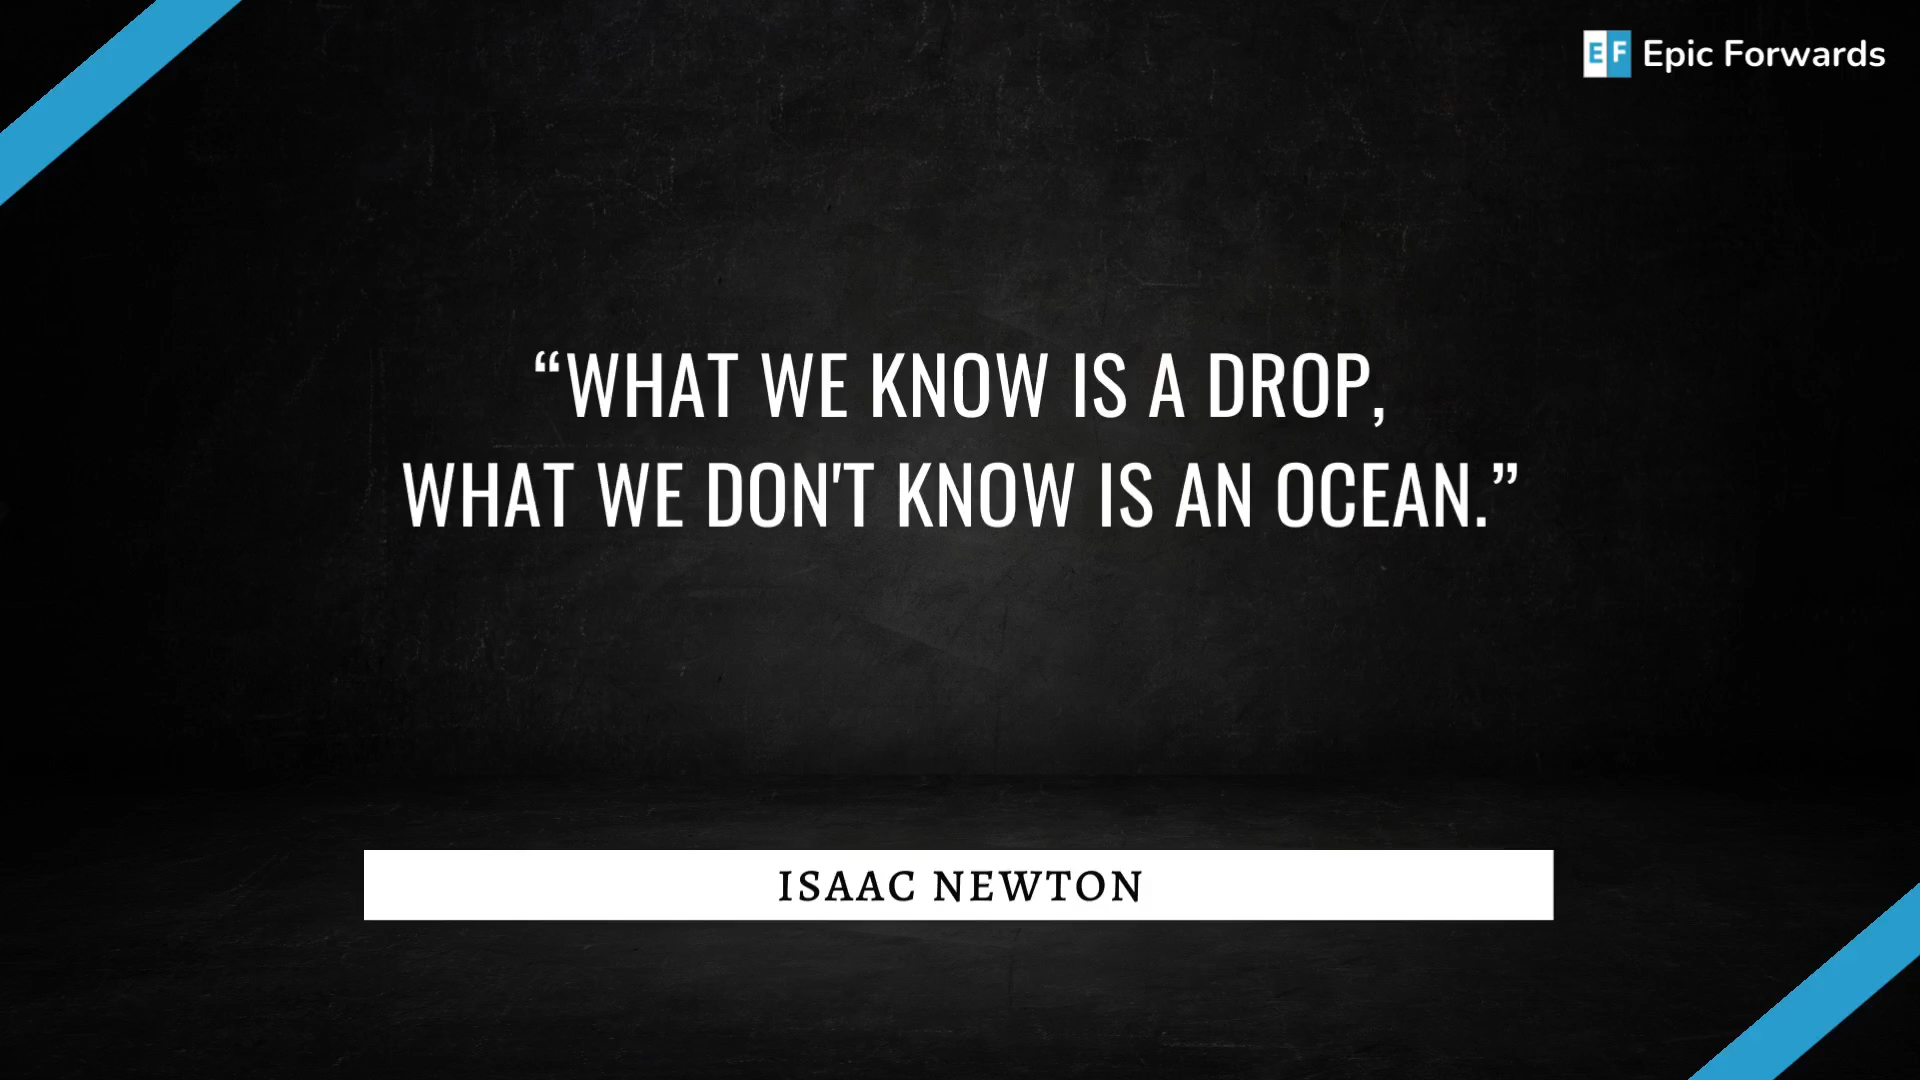 EF Epic Forwards
“WHAT WE KNOW IS A DROP,
WHAT WE DON'T KNOW IS AN OCEAN.”
ISAAC NEWTON